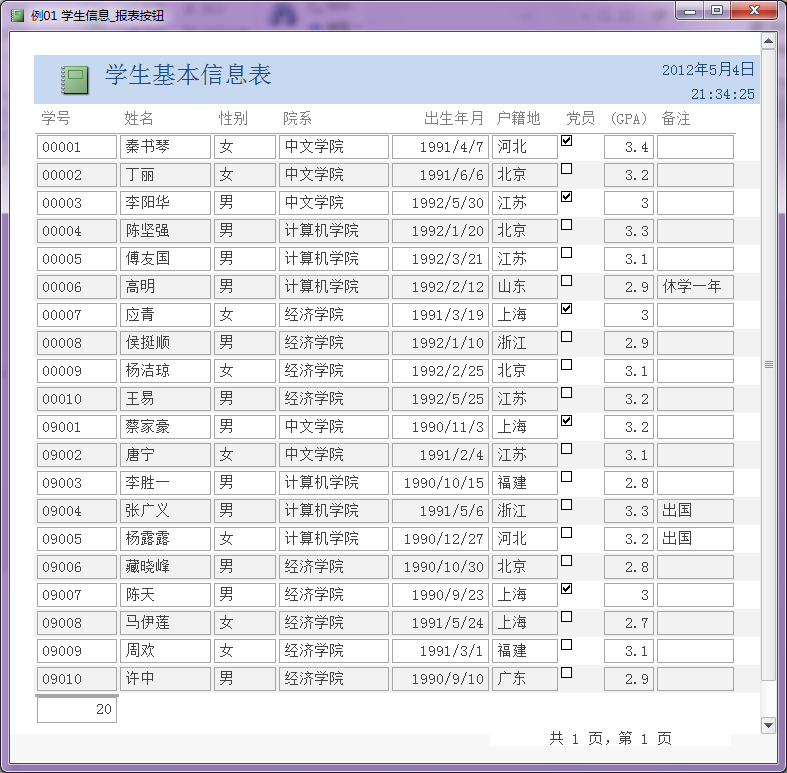 例01 学生信息_报表按钮
学生基本信息表
2012年5月4日
21:34:25
学号 姓名 性别 院系 出生年月 户籍地 党员 (GPA) 备注
00001 秦书琴 女 中文学院 1991/4/7 河北 3.4
00002 丁丽 女 中文学院 1991/6/6 北京 3.2
00003 李阳华 男 中文学院 1992/5/30 江苏 3
00004 陈坚强 男 计算机学院 1992/1/20 北京 3.3
00005 傅友国 男 计算机学院 1992/3/21 江苏 3.1
00006 高明 男 计算机学院 1992/2/12 山东 2.9 休学一年
00007 应青 女 经济学院 1991/3/19 上海 3
00008 侯挺顺 男 经济学院 1992/1/10 浙江 2.9
00009 杨洁琼 女 经济学院 1992/2/25 北京 3.1
00010 王易 男 经济学院 1992/5/25 江苏 3.2
09001 蔡家豪 男 中文学院 1990/11/3 上海 3.2
09002 唐宁 女 中文学院 1991/2/4 江苏 3.1
09003 李胜一 男 计算机学院 1990/10/15 福建 2.8
09004 张广义 男 计算机学院 1991/5/6 浙江 3.3 出国
09005 杨露露 女 计算机学院 1990/12/27 河北 3.2 出国
09006 藏晓峰 男 经济学院 1990/10/30 北京 2.8
09007 陈天 男 经济学院 1990/9/23 上海 3
09008 马伊莲 女 经济学院 1991/5/24 上海 2.7
09009 周欢 女 经济学院 1991/3/1 福建 3.1
09010 许中 男 经济学院 1990/9/10 广东 2.9
20
共 1 页，第 1 页